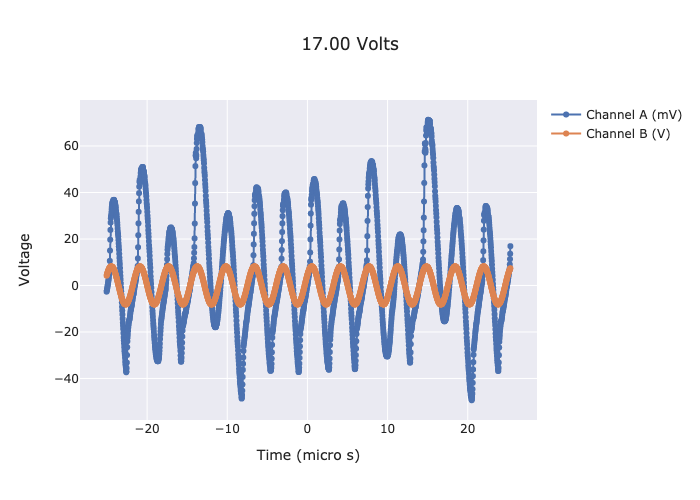 17.00 Volts
Channel A (mV)
Channel B (V)
Voltage
60
40
20
0
−20
−40
−20
−10
0
10
20
Time (micro s)